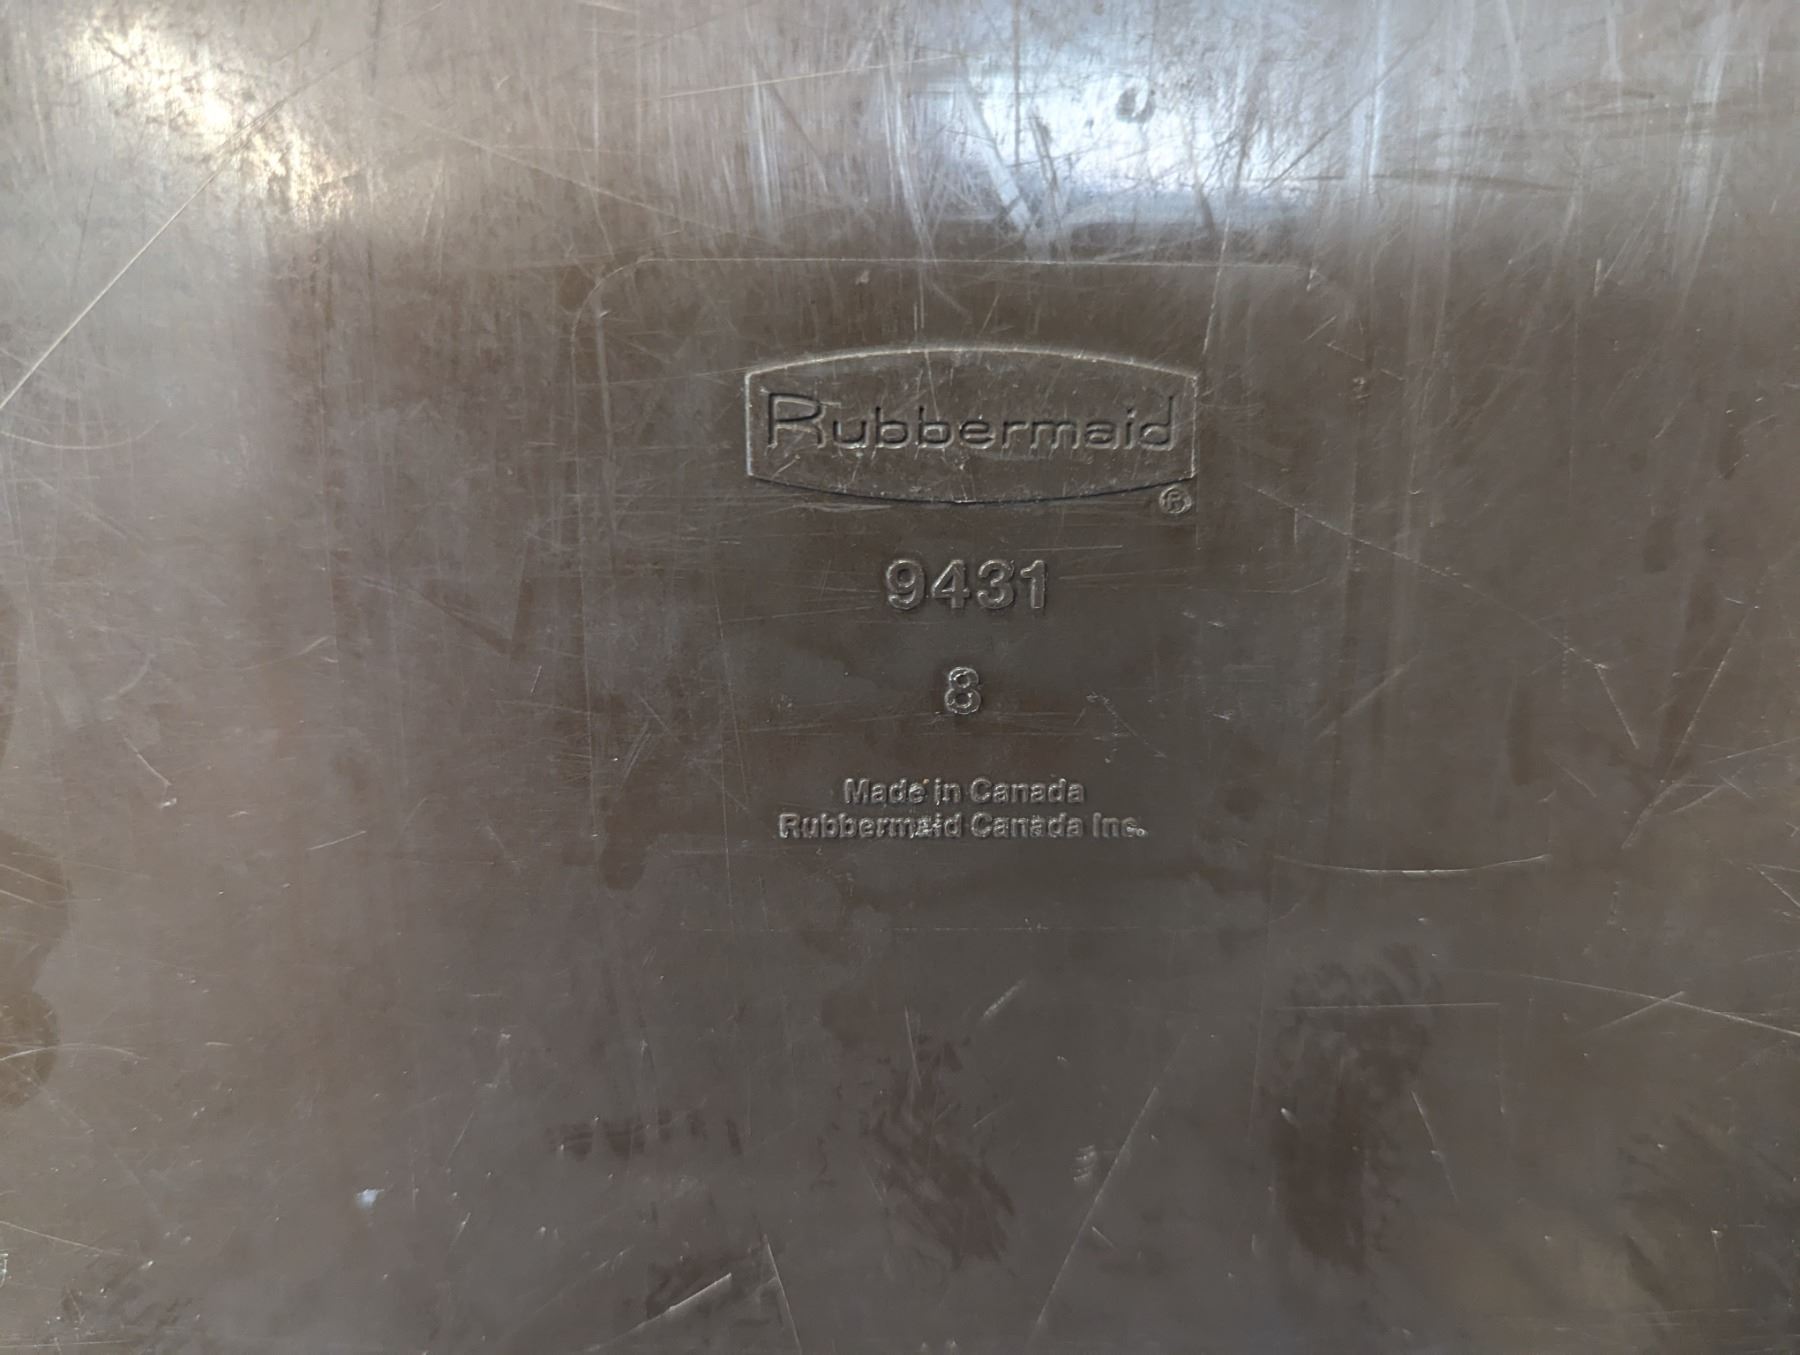 Rubbermaid
®
9431
8
Made in Canada
Rubbermaid Canada Inc.